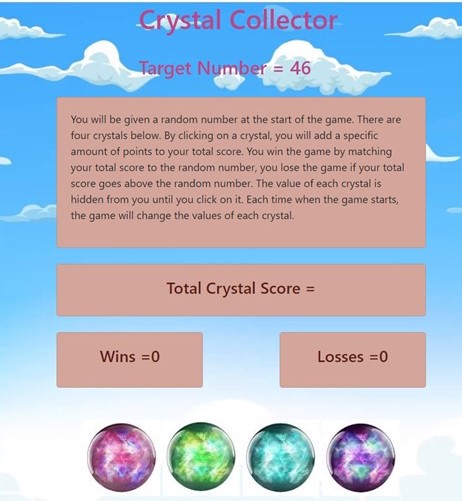 Crystal Collector
Target Number = 46
You will be given a random number at the start of the game. There are
four crystals below. By clicking on a crystal, you will add a specific
amount of points to your total score. You win the game by matching
your total score to the random number, you lose the game if your total
score goes above the random number. The value of each crystal is
hidden from you until you click on it. Each time when the game starts,
the game will change the values of each crystal.
Total Crystal Score =
Wins =0
Losses =0